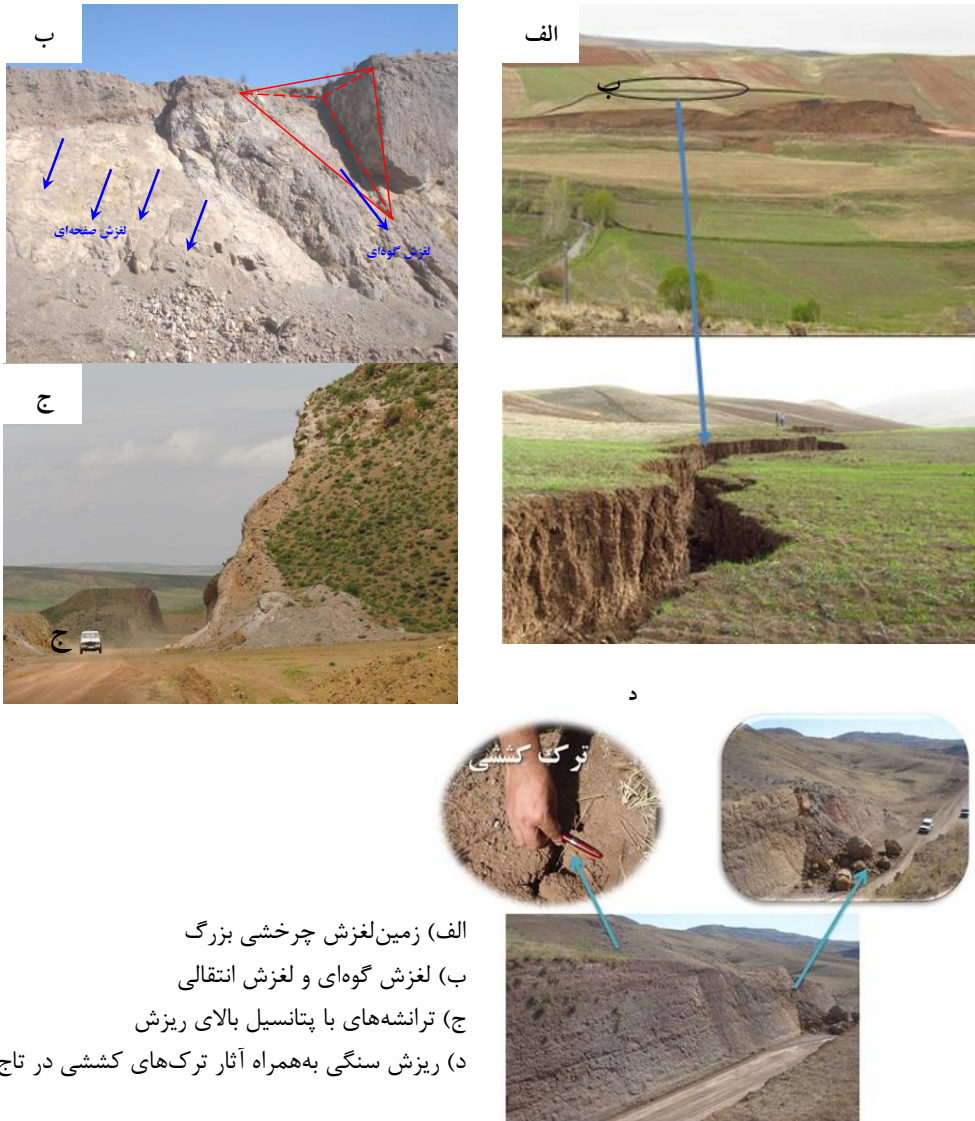 الف
ب
ب
لغزش صفحه‌ای
لغزش گوه‌ای
ج
ج
د
ترک کششی
الف) زمین‌لغزش چرخشی بزرگ
ب) لغزش گوه‌ای و لغزش انتقالی
ج) ترانشه‌های با پتانسیل بالای ریزش
د) ریزش سنگی به‌همراه آثار ترک‌های کششی در تاج